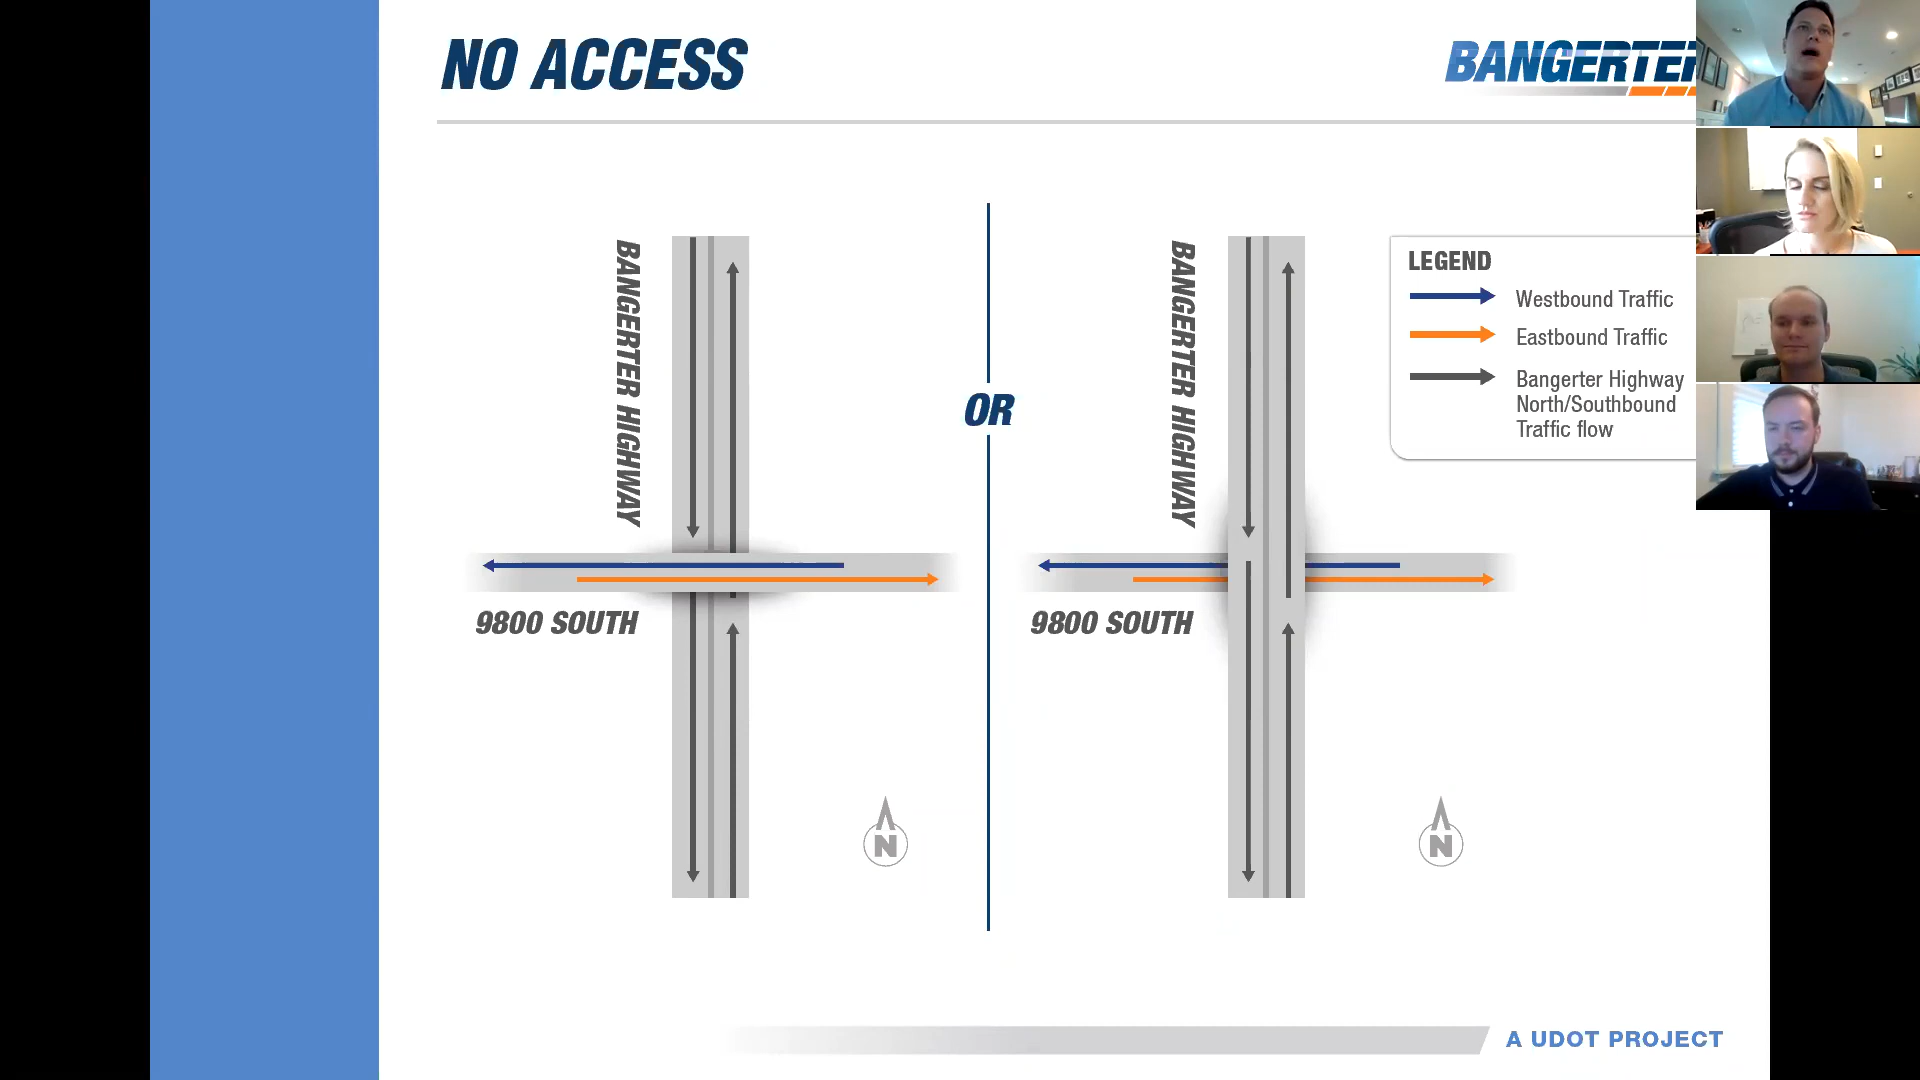 NO ACCESS
BANGERTER
BANGERTER HIGHWAY
9800 SOUTH
N
OR
BANGERTER HIGHWAY
9800 SOUTH
N
LEGEND
Westbound Traffic
Eastbound Traffic
Bangerter Highway
North/Southbound
Traffic flow
A UDOT PROJECT